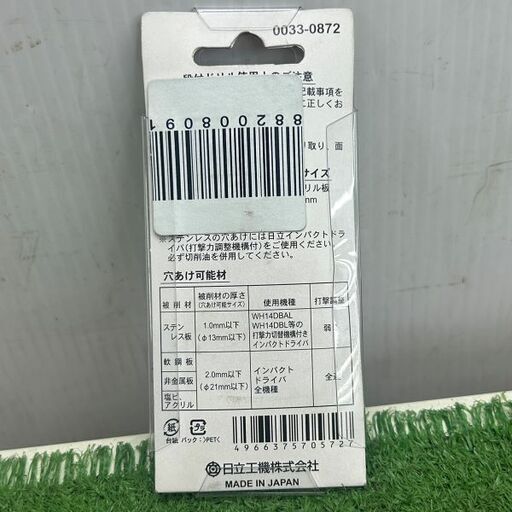 0033-0872
段付ドリル使用上のご注意
記載事項を
に正しくお
り取り、面
サイズ
リル板
mm
8820080091
※ステンレスの穴あけには日立インパクトドラ
イバ(打撃力調整機構付)をご使用ください。
必ず切削油を併用してください。
穴あけ可能材
被削材 被削材の厚さ (穴あけ可能サイズ) 使用機種 打撃調整
ステンレス板 1.0mm以下 (φ13mm以下) WH14DBAL WH14DBL等の 打撃力切替機構付き インパクトドライバ 弱
軟鋼板 非金属板 塩ビ、アクリル 2.0mm以下 (φ21mm以下) インパクト ドライバ 全機種 全
紙 台紙 パック:PET
4966375705727
日立工機株式会社
MADE IN JAPAN